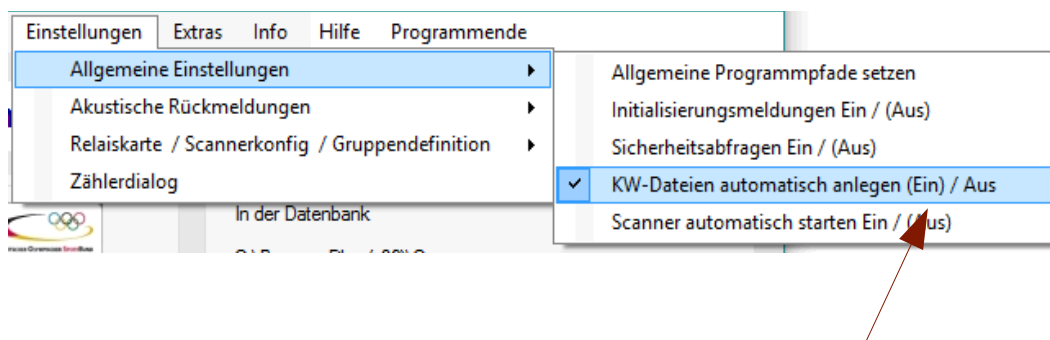 Einstellungen Extras Info Hilfe Programmende
Allgemeine Einstellungen
Akustische Rückmeldungen
Relaiskarte / Scannerkonfig / Gruppendefinition
Zählerdialog
Allgemeine Programmpfade setzen
Initialisierungsmeldungen Ein / (Aus)
Sicherheitsabfragen Ein / (Aus)
KW-Dateien automatisch anlegen (Ein) / Aus
Scanner automatisch starten Ein / (Aus)
In der Datenbank